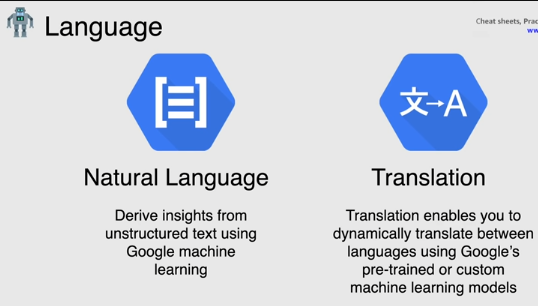 Language
Cheat sheets, Prac
ww
文→A
Natural Language
Translation
Derive insights from
unstructured text using
Google machine
learning
Translation enables you to
dynamically translate between
languages using Google's
pre-trained or custom
machine learning models